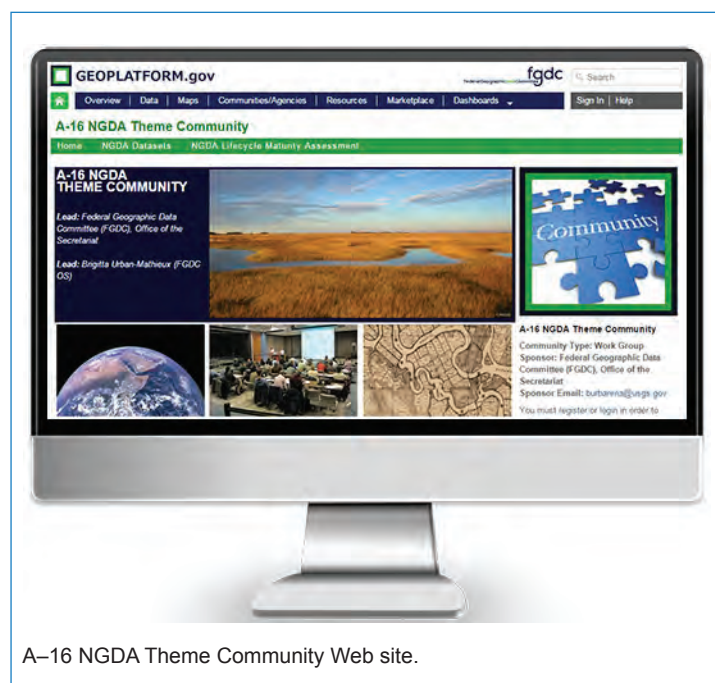 GEOPLATFORM.gov
fgdc
Search
Overview | Data | Maps | Communities/Agencies | Resources | Marketplace | Dashboards
Sign In | Help
A-16 NGDA Theme Community
Home NGDA Datasets NGDA Lifecycle Maturity Assessment
A-16 NGDA
THEME COMMUNITY
Lead: Federal Geographic Data
Committee (FGDC), Office of the
Secretariat
Lead: Brigitta Urban-Mathieux (FGDC
OS)
Community
A-16 NGDA Theme Community
Community Type: Work Group
Sponsor: Federal Geographic Data
Committee (FGDC), Office of the
Secretariat
Sponsor Email: burbanena@usgs.gov
You must register or login in order to
A–16 NGDA Theme Community Web site.